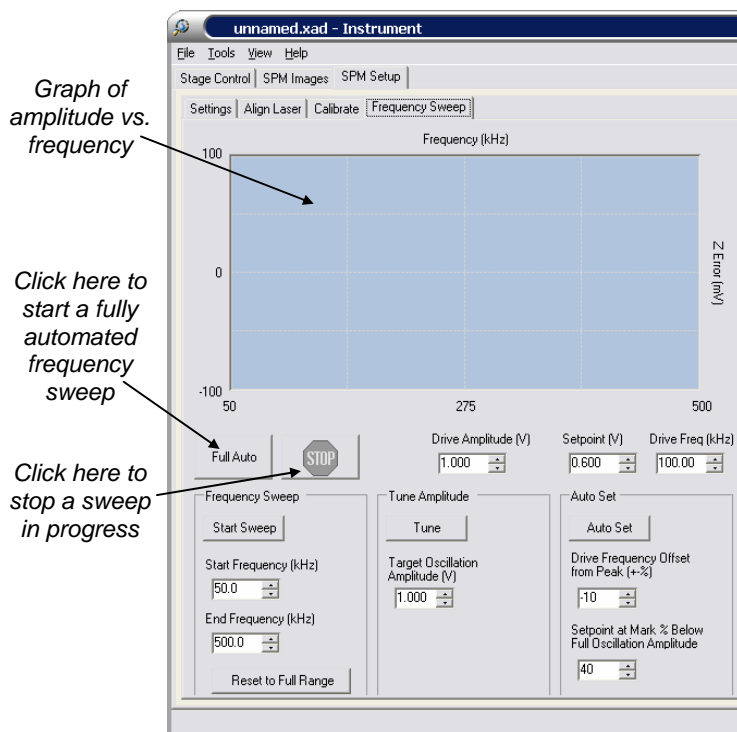 unnamed.xad - Instrument
File Tools View Help
Stage Control SPM Images SPM Setup
Settings Align Laser Calibrate Frequency Sweep
Graph of
amplitude vs.
frequency
Frequency (kHz)
100
0
-100
Z Error (mV)
50 275 500
Click here to
start a fully
automated
frequency
sweep
Full Auto
STOP
Drive Amplitude (V) Setpoint (V) Drive Freq (kHz)
1.000 0.600 100.00
Click here to
stop a sweep
in progress
Frequency Sweep
Start Sweep
Start Frequency (kHz)
50.0
End Frequency (kHz)
500.0
Reset to Full Range
Tune Amplitude
Tune
Target Oscillation
Amplitude (V)
1.000
Auto Set
Auto Set
Drive Frequency Offset
from Peak (+-%)
-10
Setpoint at Mark % Below
Full Oscillation Amplitude
40